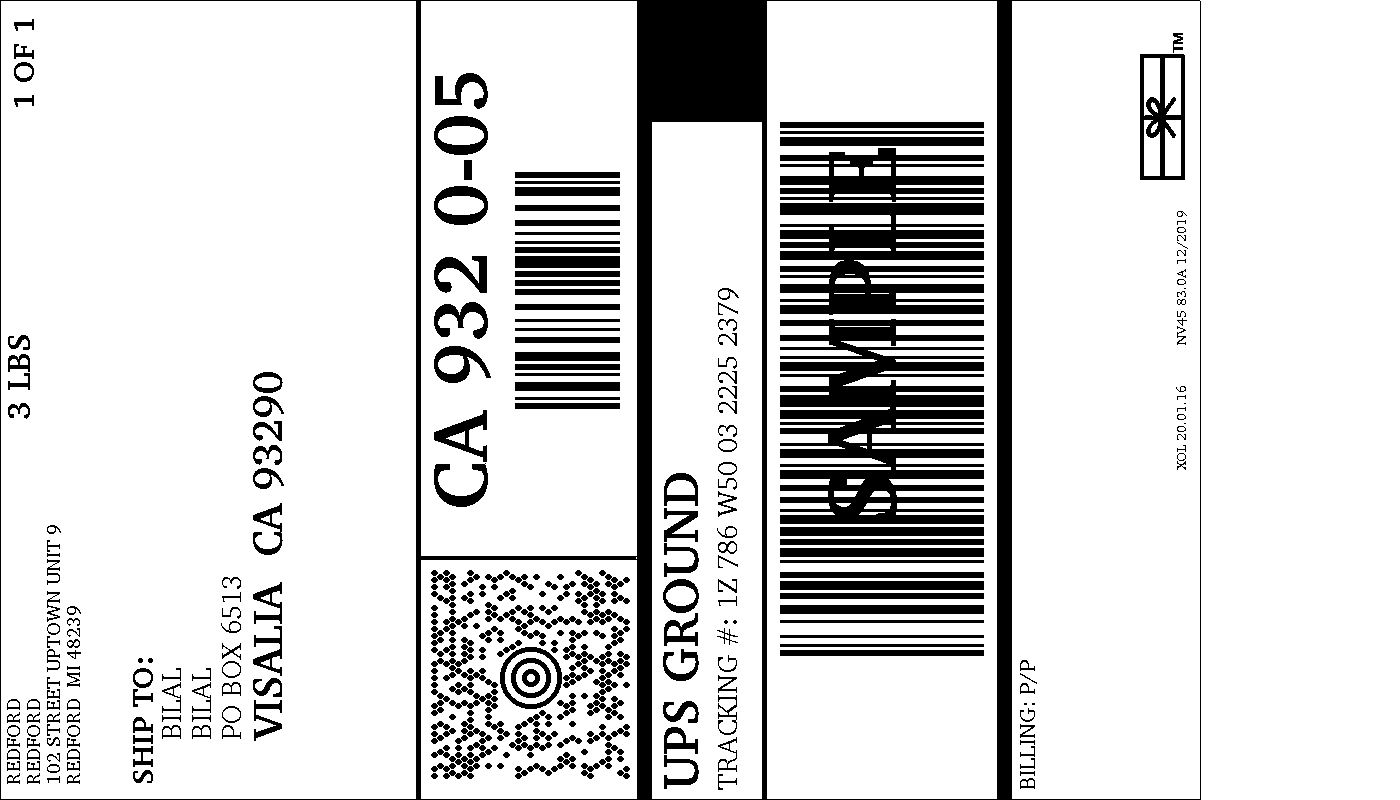 REDFORD
REDFORD
102 STREET UPTOWN UNIT 9
REDFORD MI 48239
3 LBS
1 OF 1
SHIP TO:
BILAL
BILAL
PO BOX 6513
VISALIA CA 93290
CA 932 0-05
UPS GROUND
TRACKING #: 1Z 786 W50 03 2225 2379
SAMPLE
BILLING: P/P
XOL 20.01.16 NV45 83.0A 12/2019
TM